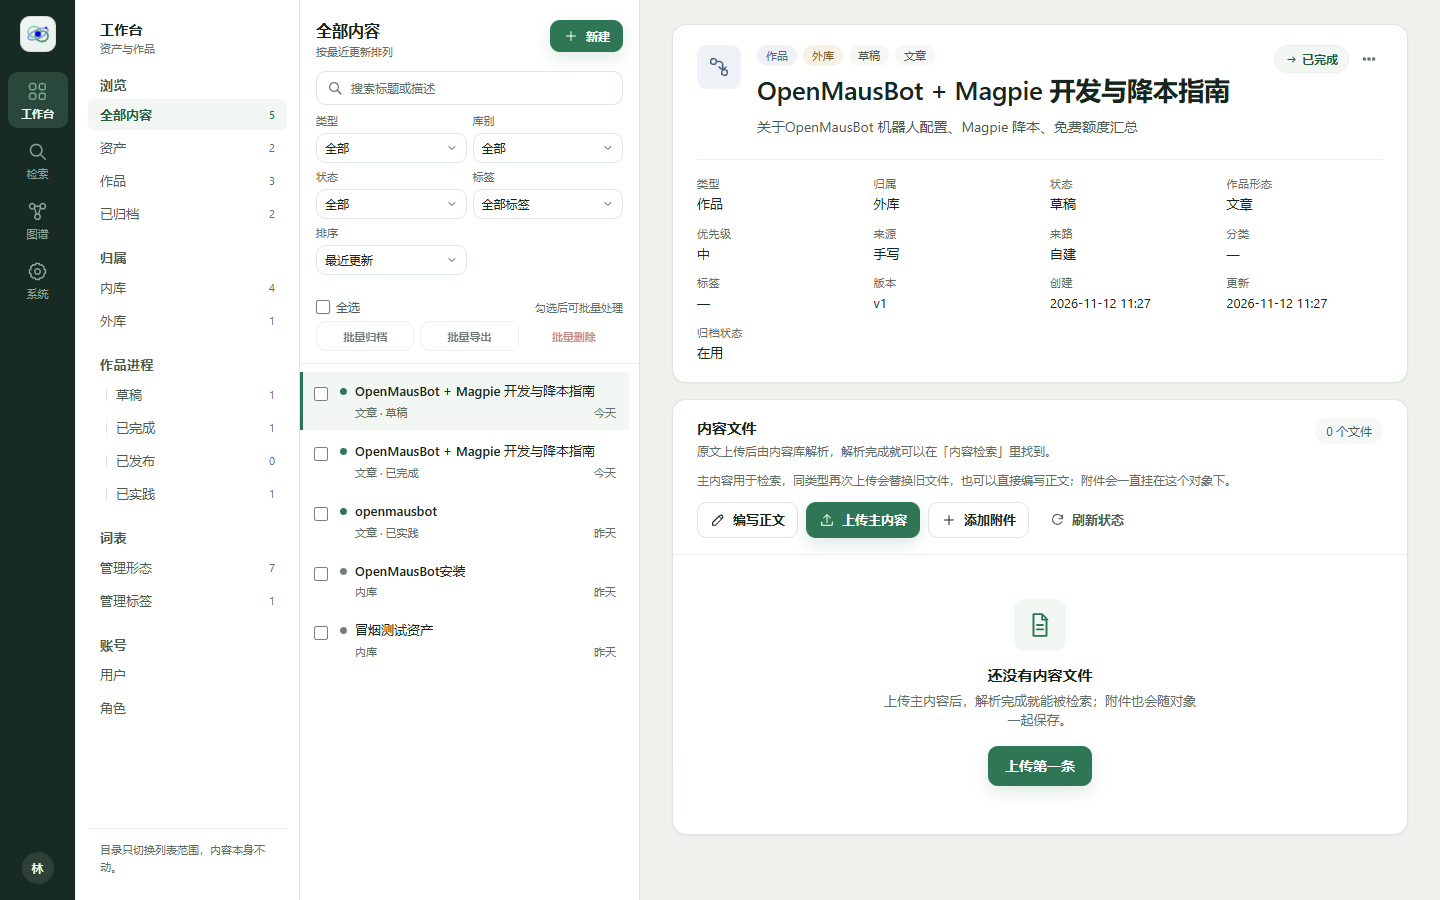 工作台
检索
图谱
系统
林
工作台
资产与作品
浏览
全部内容 5
资产 2
作品 3
已归档 2
归属
内库 4
外库 1
作品进程
草稿 1
已完成 1
已发布 0
已实践 1
词表
管理形态 7
管理标签 1
账号
用户
角色
目录只切换列表范围，内容本身不
动。
全部内容
按最近更新排列
新建
搜索标题或描述
类型 库别
全部 全部
状态 标签
全部 全部标签
排序
最近更新
全选 勾选后可批量处理
批量归档 批量导出 批量删除
OpenMausBot + Magpie 开发与降本指南
文章 · 草稿 今天
OpenMausBot + Magpie 开发与降本指南
文章 · 已完成 今天
openmausbot
文章 · 已实践 昨天
OpenMausBot安装
内库 昨天
冒烟测试资产
内库 昨天
作品 外库 草稿 文章
→ 已完成
OpenMausBot + Magpie 开发与降本指南
关于OpenMausBot 机器人配置、Magpie 降本、免费额度汇总
类型 归属 状态 作品形态
作品 外库 草稿 文章
优先级 来源 来路 分类
中 手写 自建 —
标签 版本 创建 更新
— v1 2026-11-12 11:27 2026-11-12 11:27
归档状态
在用
内容文件
0 个文件
原文上传后由内容库解析，解析完成就可以在「内容检索」里找到。
主内容用于检索，同类型再次上传会替换旧文件，也可以直接编写正文；附件会一直挂在这个对象下。
编写正文 上传主内容 添加附件 刷新状态
还没有内容文件
上传主内容后，解析完成就能被检索；附件也会随对象
一起保存。
上传第一条